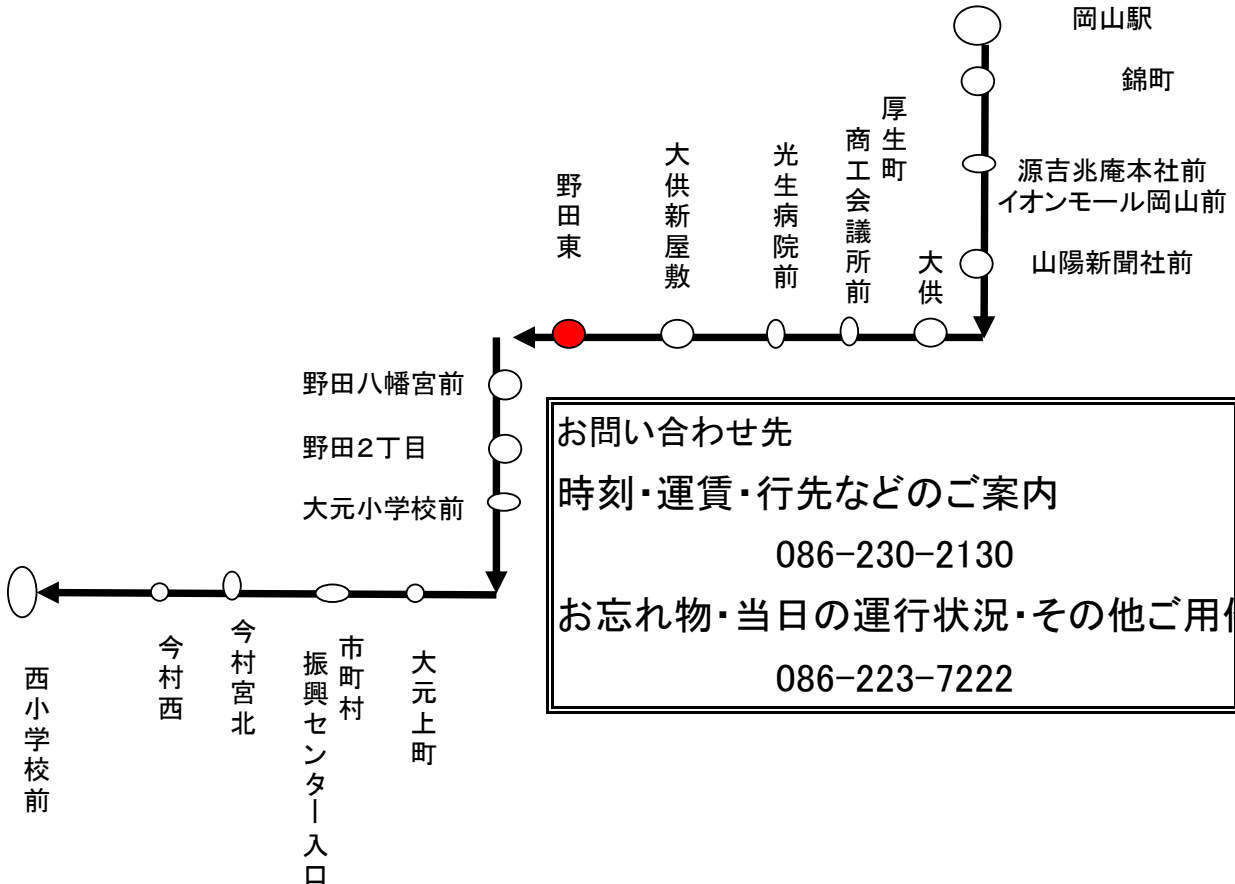 岡山駅
錦町
源吉兆庵本社前
イオンモール岡山前
山陽新聞社前
大供
厚生町
商工会議所前
光生病院前
大供新屋敷
野田東
野田八幡宮前
野田2丁目
大元小学校前
大元上町
市町村
振興センター入口
今村宮北
今村西
西小学校前
お問い合わせ先
時刻・運賃・行先などのご案内
086-230-2130
お忘れ物・当日の運行状況・その他ご用
086-223-7222